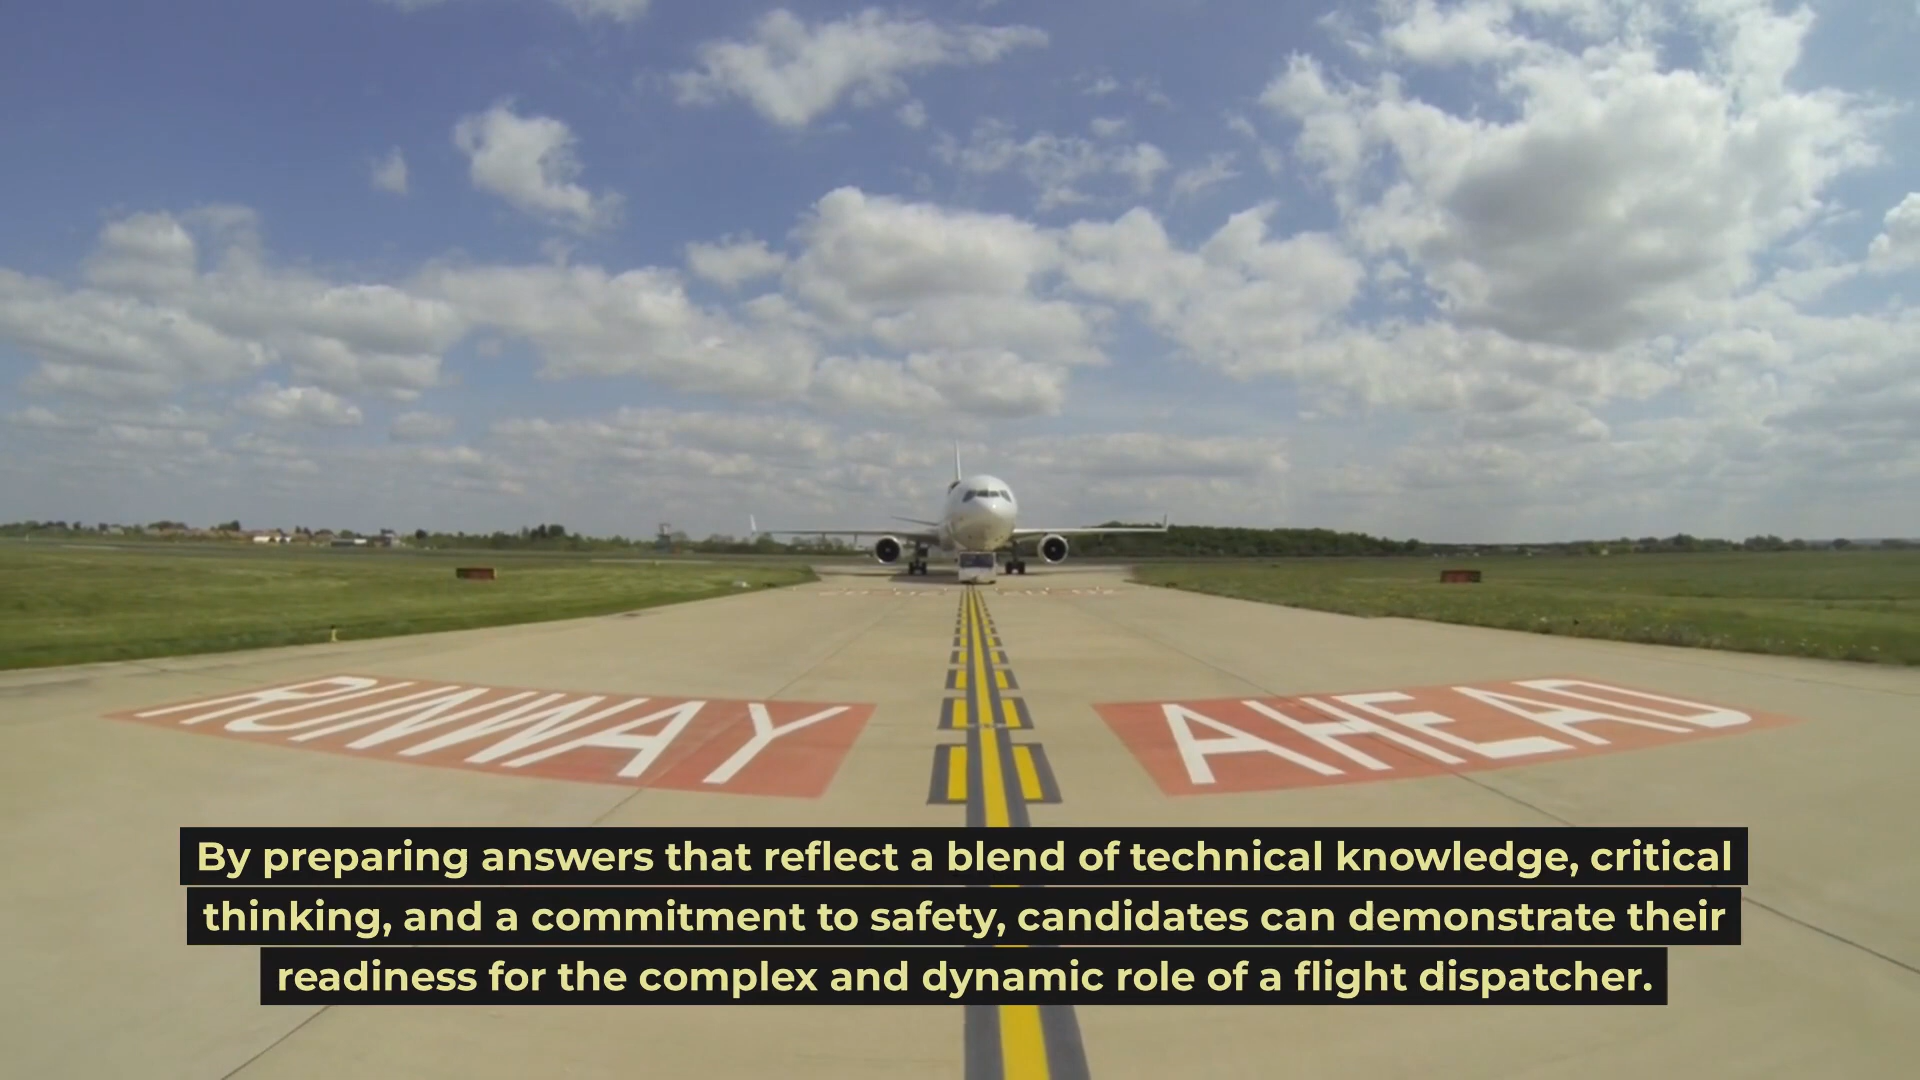 RUNWAY AHEAD
By preparing answers that reflect a blend of technical knowledge, critical
thinking, and a commitment to safety, candidates can demonstrate their
readiness for the complex and dynamic role of a flight dispatcher.